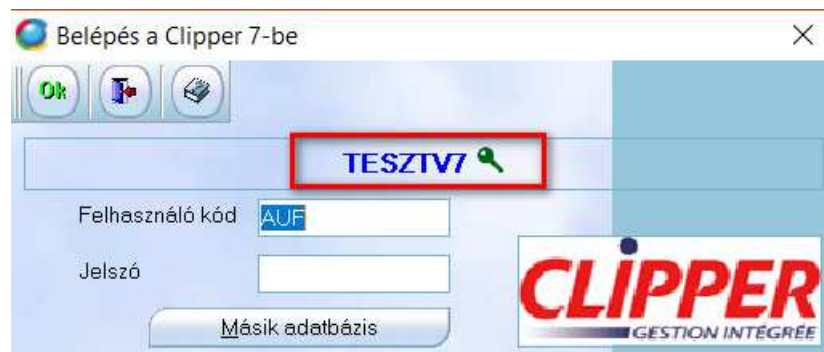 Belépés a Clipper 7-be
Ok
TESZTV7
Felhasználó kód AUF
Jelszó
Másik adatbázis
CLIPPER
GESTION INTÉGRÉE